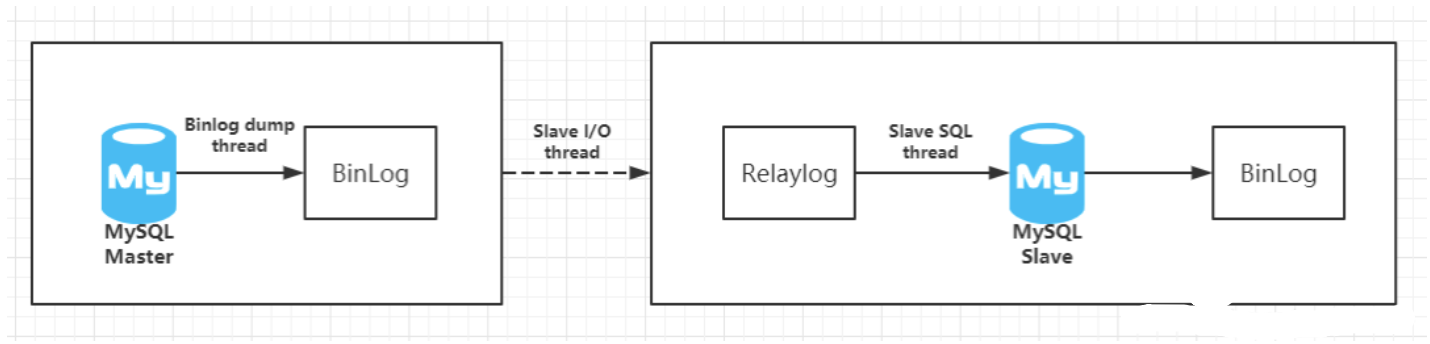 Binlog dump
thread
BinLog
My
MySQL
Master
Slave I/O
thread
Relaylog
Slave SQL
thread
My
MySQL
Slave
BinLog